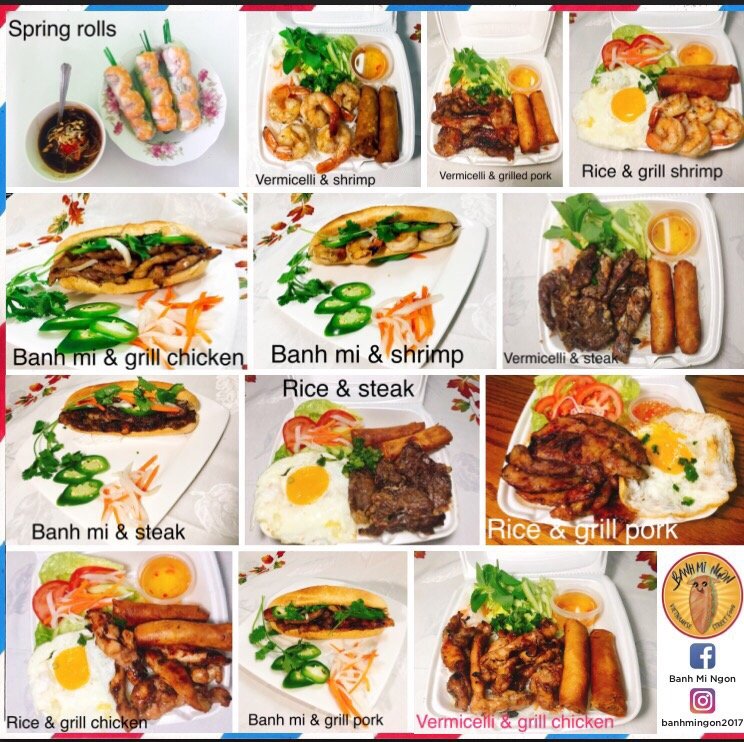 Spring rolls
Vermicelli & shrimp
Vermicelli & grilled pork
Rice & grill shrimp
Banh mi & grill chicken
Banh mi & shrimp
Vermicelli & steak
Banh mi & steak
Rice & steak
Rice & grill pork
Rice & grill chicken
Banh mi & grill pork
Vermicelli & grill chicken
BANH MI NGON
VIETNAMESE STREET FOOD
Banh Mi Ngon
banhmingon2017